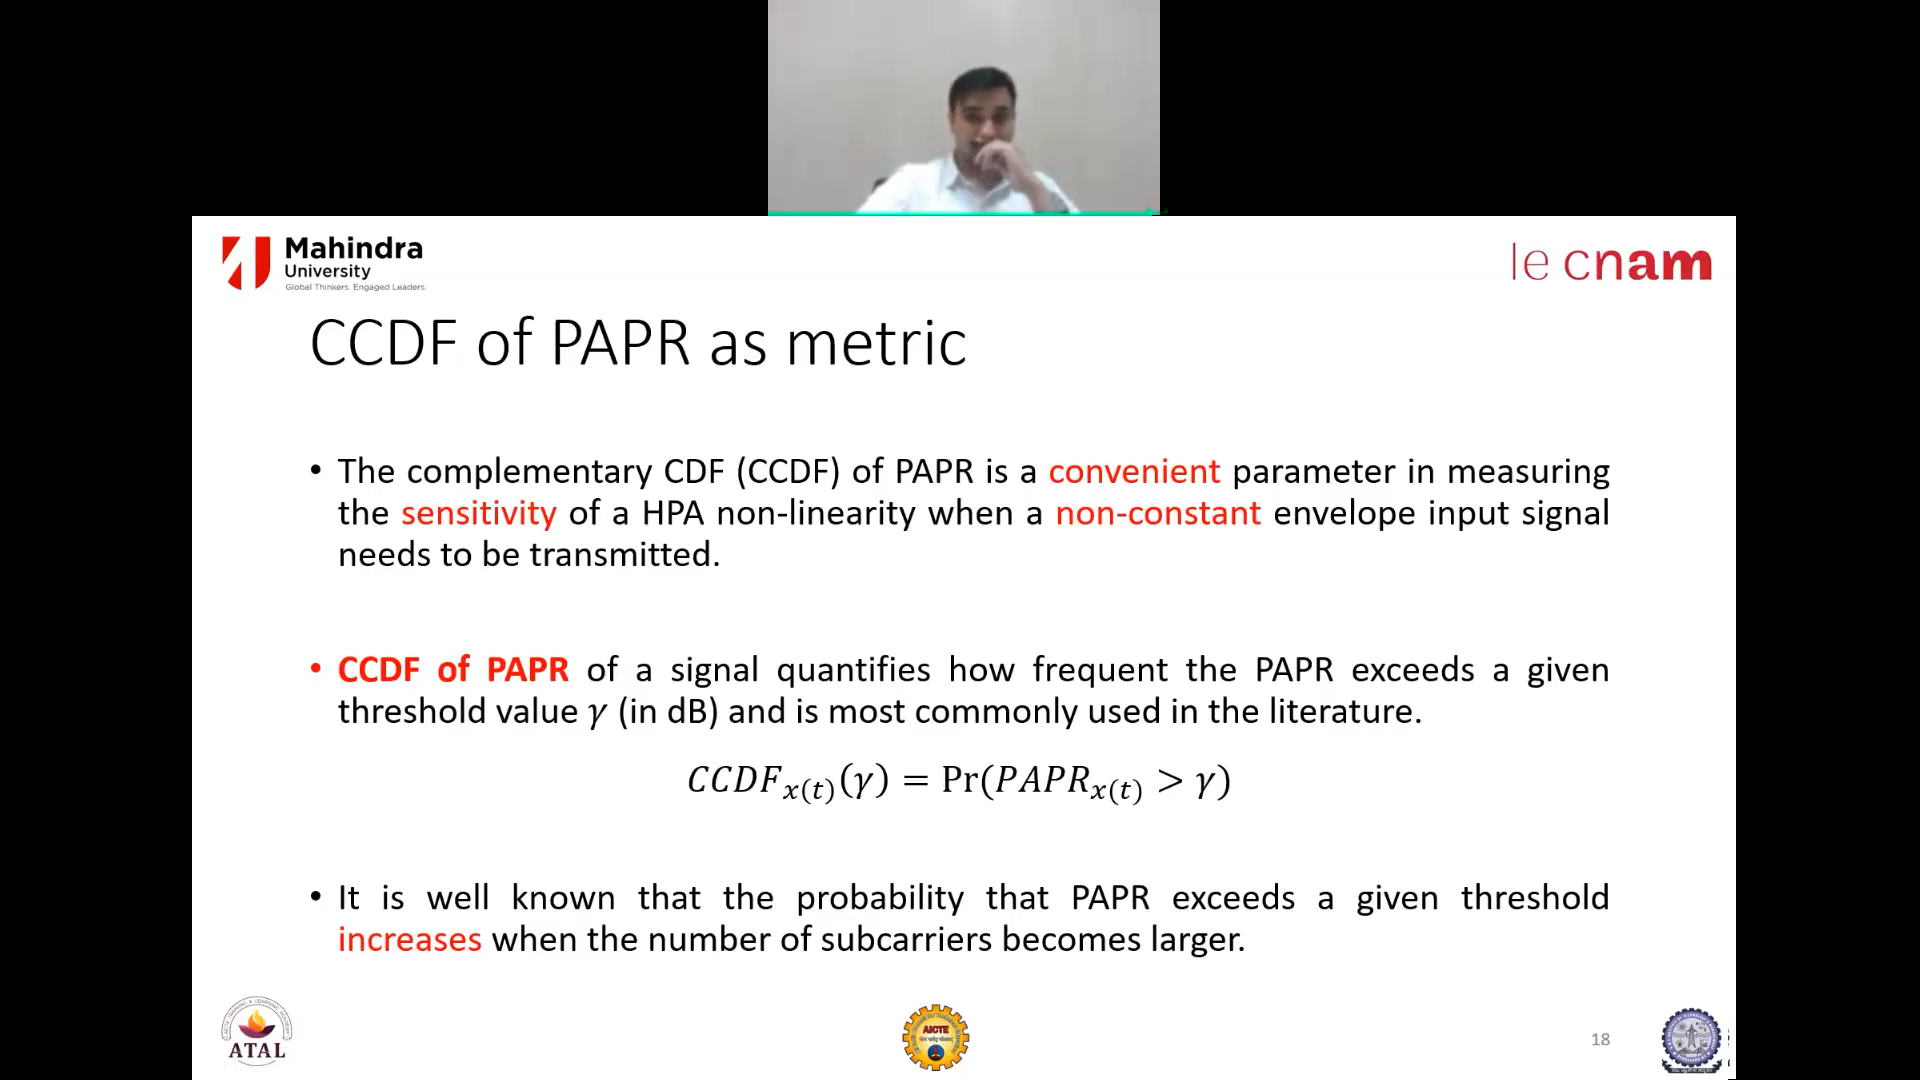 Mahindra
University
Global Thinkers. Engaged Leaders.
le cnam
CCDF of PAPR as metric
• The complementary CDF (CCDF) of PAPR is a convenient parameter in measuring
the sensitivity of a HPA non-linearity when a non-constant envelope input signal
needs to be transmitted.
• CCDF of PAPR of a signal quantifies how frequent the PAPR exceeds a given
threshold value γ (in dB) and is most commonly used in the literature.
CCDF_x(t)(γ) = Pr(PAPR_x(t) > γ)
• It is well known that the probability that PAPR exceeds a given threshold
increases when the number of subcarriers becomes larger.
ATAL
AICTE
18